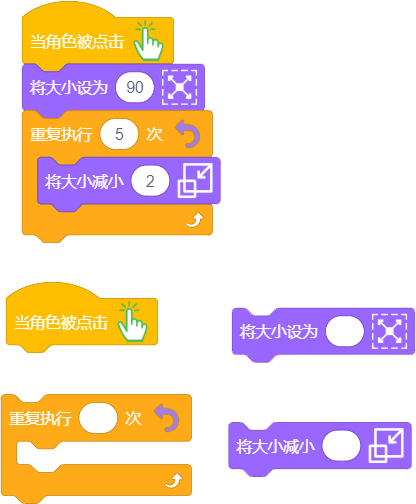 当角色被点击
将大小设为 90
重复执行 5 次
将大小减小 2
当角色被点击
将大小设为
重复执行 次
将大小减小